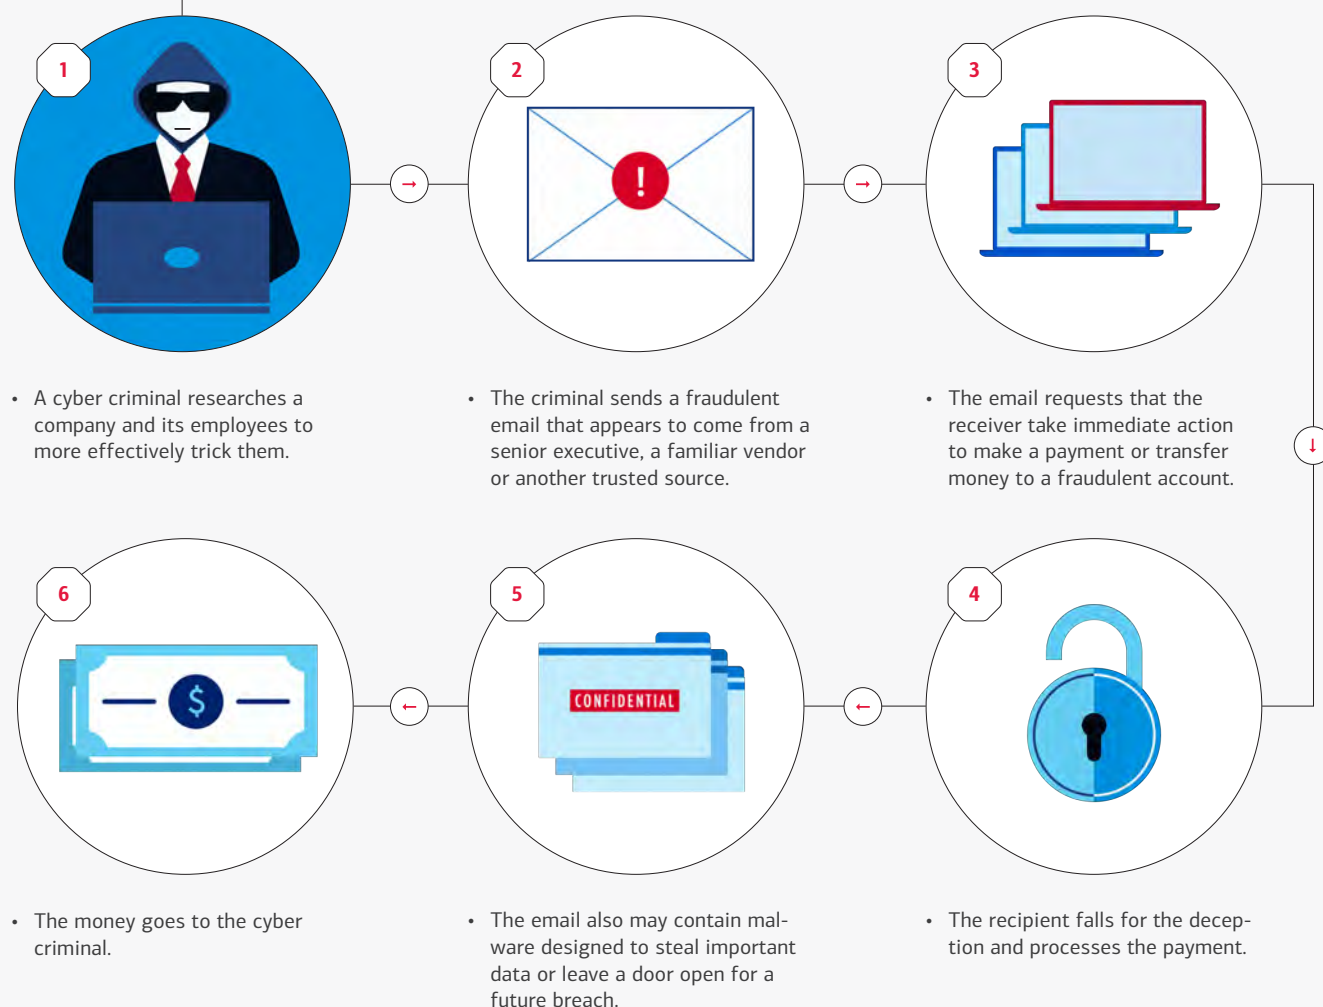 1
2
3
• A cyber criminal researches a
company and its employees to
more effectively trick them.
• The criminal sends a fraudulent
email that appears to come from a
senior executive, a familiar vendor
or another trusted source.
• The email requests that the
receiver take immediate action
to make a payment or transfer
money to a fraudulent account.
6
$
5
CONFIDENTIAL
4
• The money goes to the cyber
criminal.
• The email also may contain mal-
ware designed to steal important
data or leave a door open for a
future breach.
• The recipient falls for the decep-
tion and processes the payment.